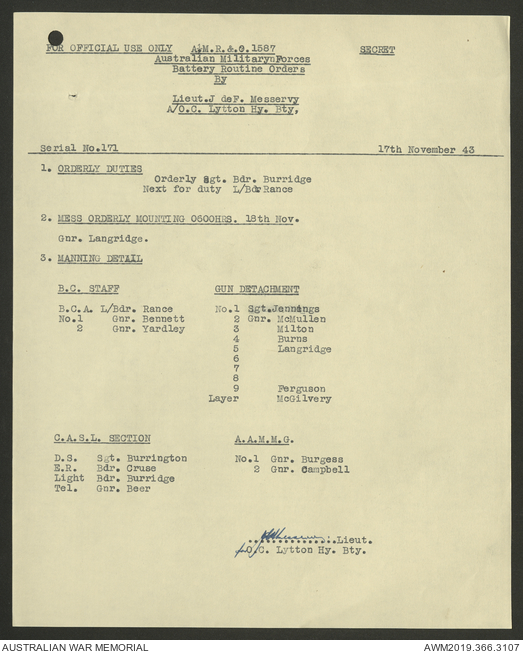 FOR OFFICIAL USE ONLY A.M.R.&.O. 1587 SECRET
Australian MilitarynForces
Battery Routine Orders
By
Lieut.J deF. Messervy
A/O.C. Lytton Hy. Bty,
Serial No.171 17th November 43
1. ORDERLY DUTIES
Orderly Sgt. Bdr. Burridge
Next for duty L/BdrRance
2. MESS ORDERLY MOUNTING 0600HRS. 18th Nov.
Gnr. Langridge.
3. MANNING DETAIL
B.C. STAFF GUN DETACHMENT
B.C.A. L/Bdr. Rance No.1 Sgt.Jennings
No.1 Gnr. Bennett 2 Gnr. McMullen
2 Gnr. Yardley 3 Milton
4 Burns
5 Langridge
6
7
8
9 Ferguson
Layer McGilvery
C.A.S.L. SECTION A.A.M.M.G.
D.S. Sgt. Burrington No.1 Gnr. Burgess
E.R. Bdr. Cruse 2 Gnr. Campbell
Light Bdr. Burridge
Tel. Gnr. Beer
Lieut.
O.C. Lytton Hy. Bty.
AUSTRALIAN WAR MEMORIAL AWM2019.366.3107